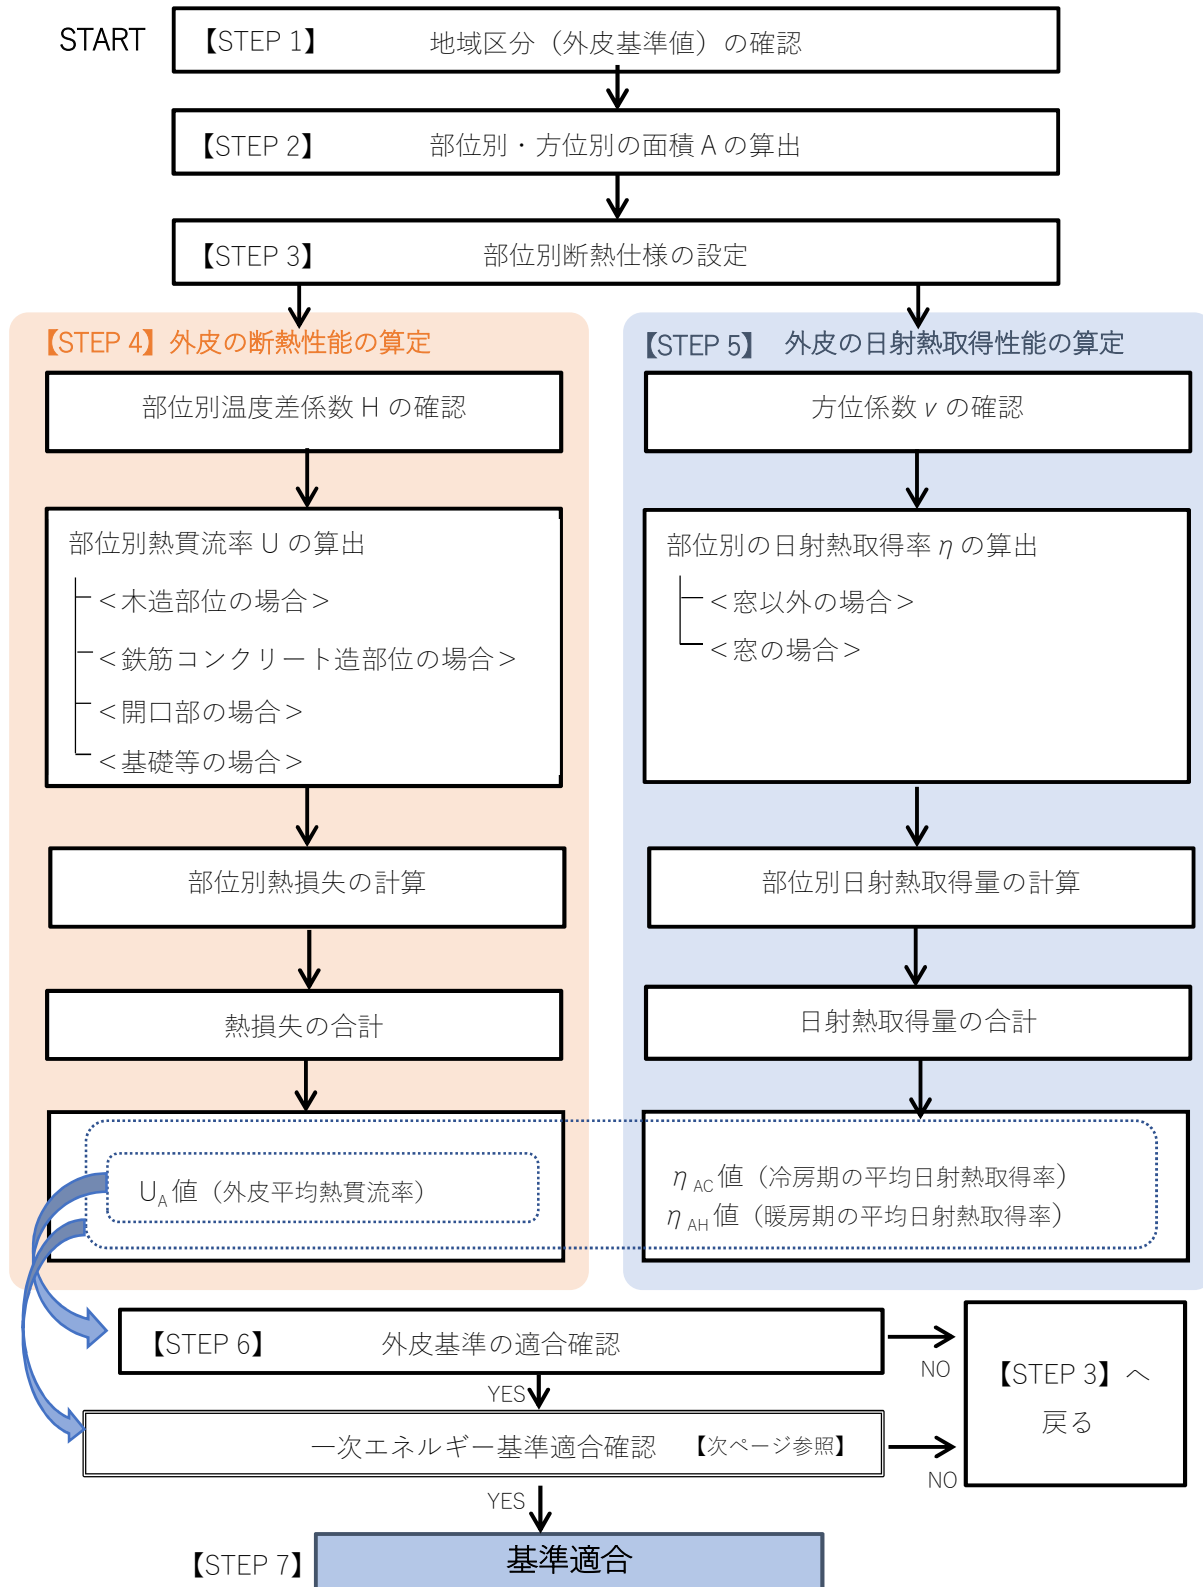 START
【STEP 1】 地域区分（外皮基準値）の確認
【STEP 2】 部位別・方位別の面積 A の算出
【STEP 3】 部位別断熱仕様の設定
【STEP 4】外皮の断熱性能の算定
部位別温度差係数 H の確認
部位別熱貫流率 U の算出
＜木造部位の場合＞
＜鉄筋コンクリート造部位の場合＞
＜開口部の場合＞
＜基礎等の場合＞
部位別熱損失の計算
熱損失の合計
UA 値（外皮平均熱貫流率）
【STEP 5】 外皮の日射熱取得性能の算定
方位係数 ν の確認
部位別の日射熱取得率 η の算出
＜窓以外の場合＞
＜窓の場合＞
部位別日射熱取得量の計算
日射熱取得量の合計
η AC 値（冷房期の平均日射熱取得率）
η AH 値（暖房期の平均日射熱取得率）
【STEP 6】 外皮基準の適合確認
NO
YES
一次エネルギー基準適合確認 【次ページ参照】
NO
YES
【STEP 3】へ
戻る
【STEP 7】 基準適合